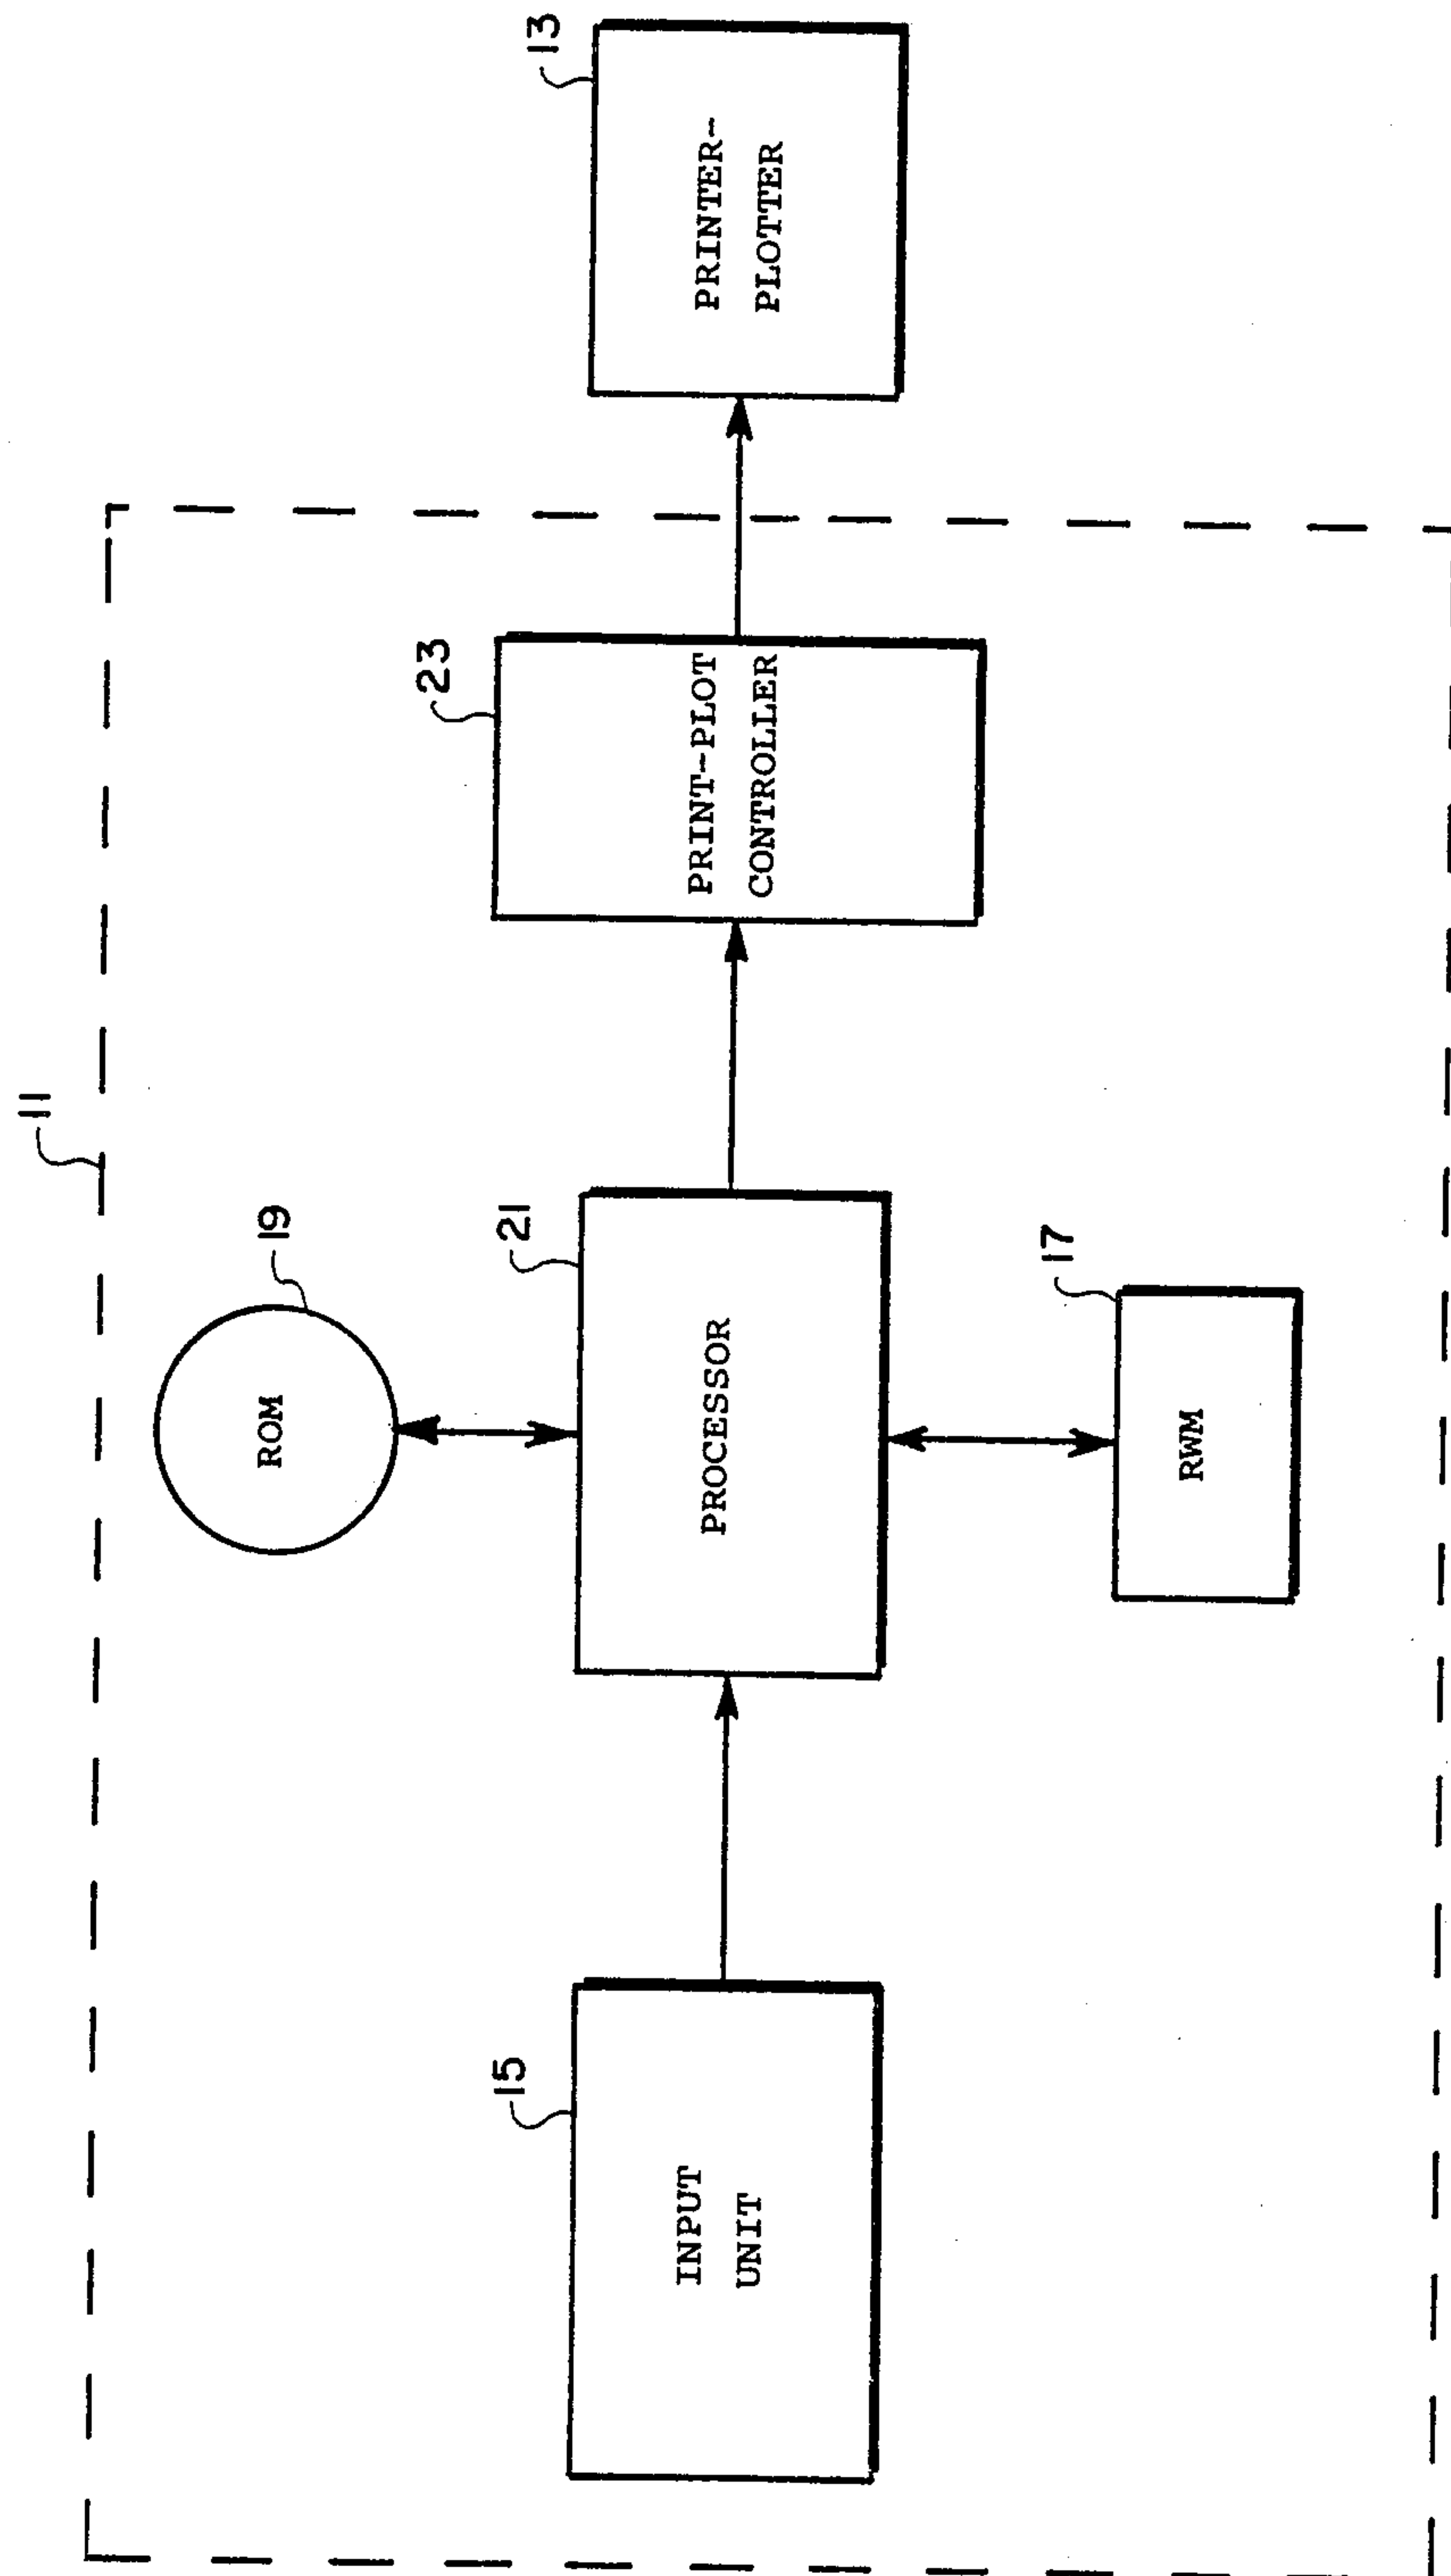 11
19
ROM
15
INPUT
UNIT
21
PROCESSOR
23
PRINT-PLOT
CONTROLLER
13
PRINTER-
PLOTTER
17
RWM